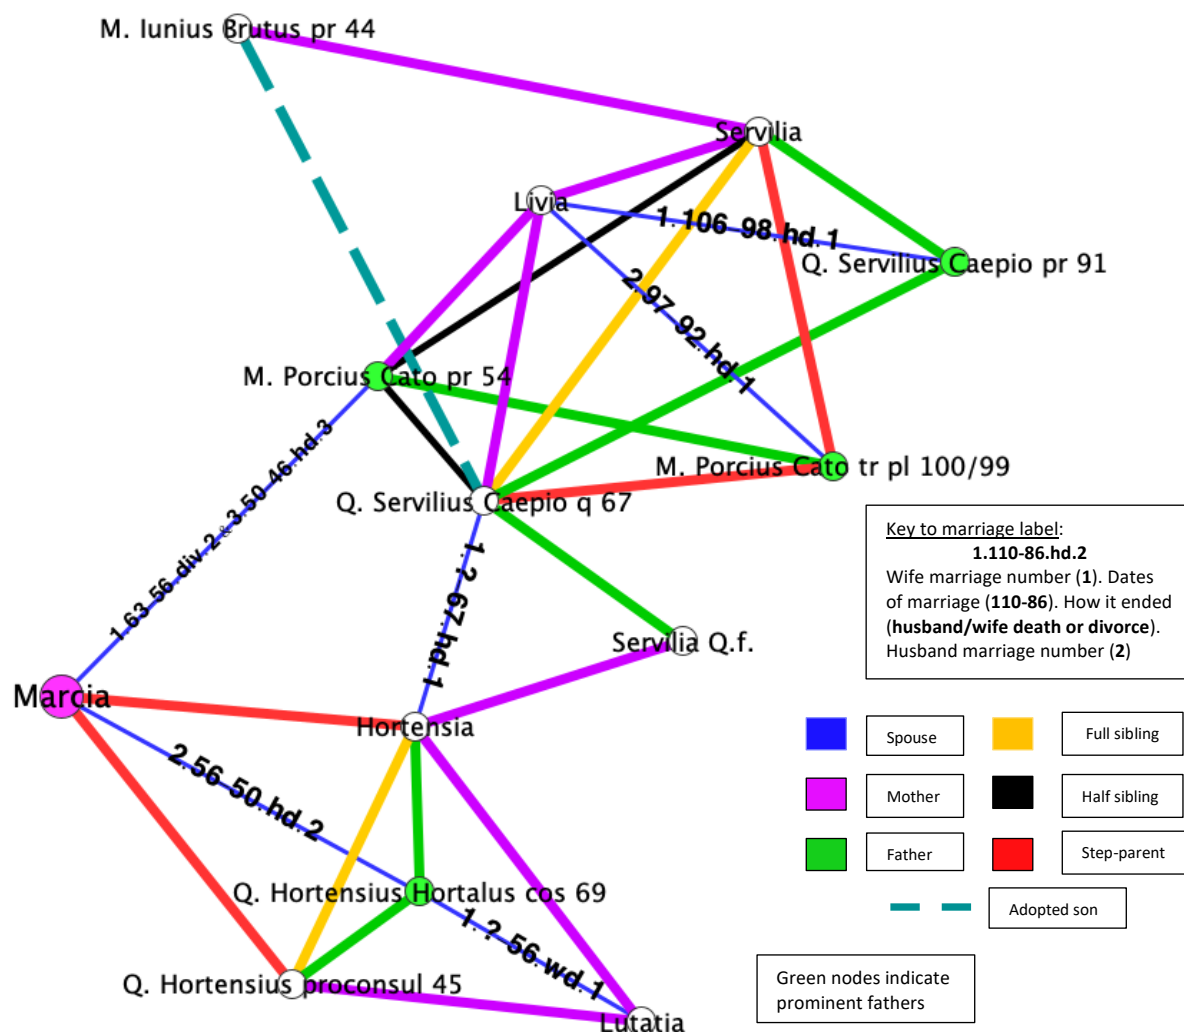 M. Iunius Brutus pr 44
Servilia
Livia
1.106-98.hd.1
Q. Servilius Caepio pr 91
2.97-92.hd.1
M. Porcius Cato pr 54
M. Porcius Cato tr pl 100/99
1.63-56.div.2 & 3.50-46.hd.3
Q. Servilius Caepio q 67
1.?-67.hd.1
Servilia Q.f.
Marcia
Hortensia
2.56-50.hd.2
Q. Hortensius Hortalus cos 69
1.?-56.wd.1
Q. Hortensius proconsul 45
Lutatia
Key to marriage label:
1.110-86.hd.2
Wife marriage number (1). Dates
of marriage (110-86). How it ended
(husband/wife death or divorce).
Husband marriage number (2)
Spouse
Full sibling
Mother
Half sibling
Father
Step-parent
Adopted son
Green nodes indicate
prominent fathers